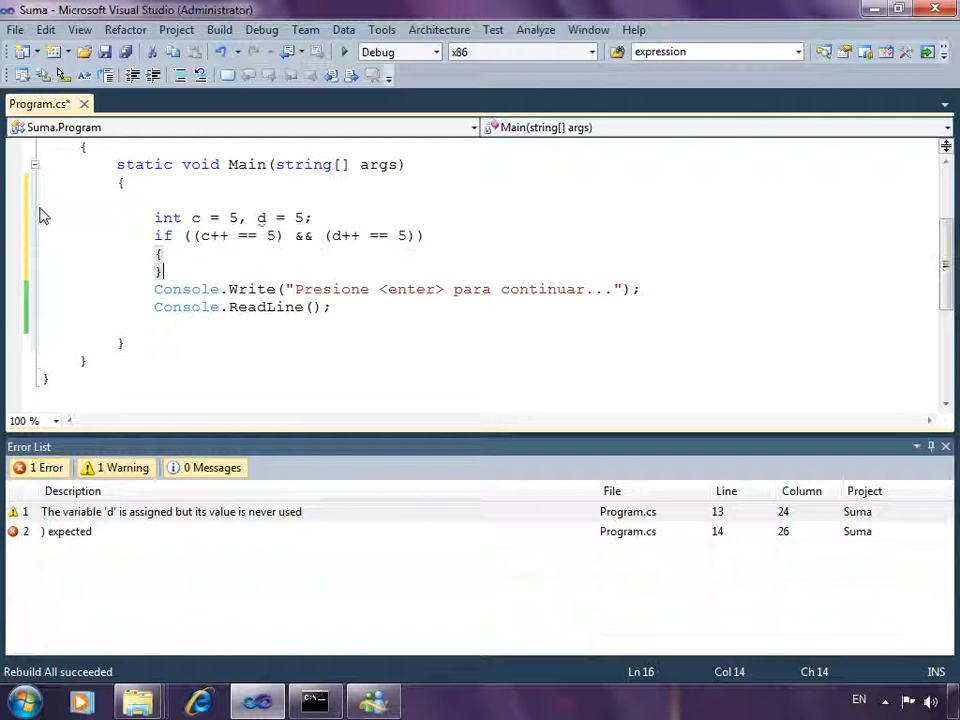 Suma - Microsoft Visual Studio (Administrator)
File Edit View Refactor Project Build Debug Team Data Tools Architecture Test Analyze Window Help
Debug x86 expression
Program.cs*
Suma.Program Main(string[] args)
{
static void Main(string[] args)
{
int c = 5, d = 5;
if ((c++ == 5) && (d++ == 5))
{
}
Console.Write("Presione <enter> para continuar...");
Console.ReadLine();
}
}
}
100 %
Error List
1 Error 1 Warning 0 Messages
Description File Line Column Project
1 The variable 'd' is assigned but its value is never used Program.cs 13 24 Suma
2 ) expected Program.cs 14 26 Suma
Rebuild All succeeded Ln 16 Col 14 Ch 14 INS
EN